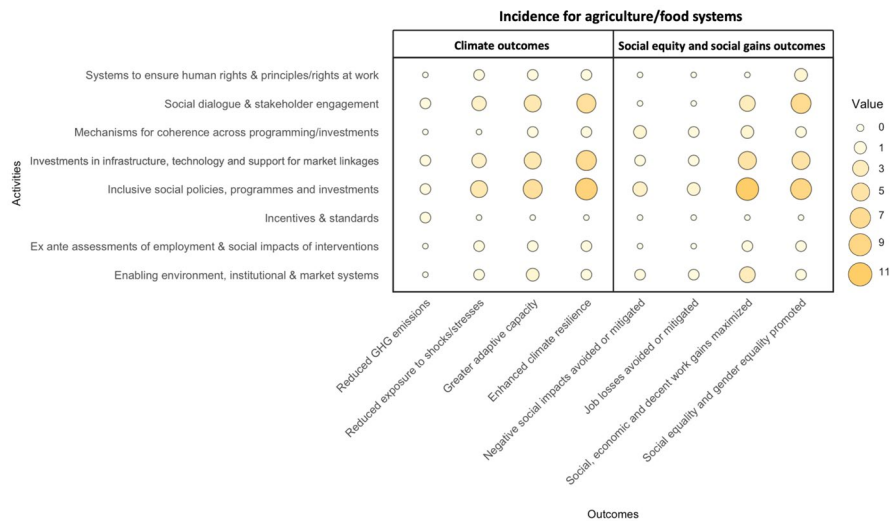 Incidence for agriculture/food systems
Climate outcomes
Social equity and social gains outcomes
Systems to ensure human rights & principles/rights at work
Social dialogue & stakeholder engagement
Mechanisms for coherence across programming/investments
Investments in infrastructure, technology and support for market linkages
Inclusive social policies, programmes and investments
Incentives & standards
Ex ante assessments of employment & social impacts of interventions
Enabling environment, institutional & market systems
Activities
Value
0
1
3
5
7
9
11
Reduced GHG emissions
Reduced exposure to shocks/stresses
Greater adaptive capacity
Enhanced climate resilience
Negative social impacts avoided or mitigated
Job losses avoided or mitigated
Social, economic and decent work gains maximized
Social equality and gender equality promoted
Outcomes